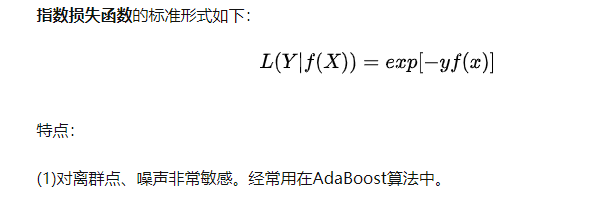 指数损失函数的标准形式如下：
L(Y|f(X)) = exp[−yf(x)]
特点：
(1)对离群点、噪声非常敏感。经常用在AdaBoost算法中。